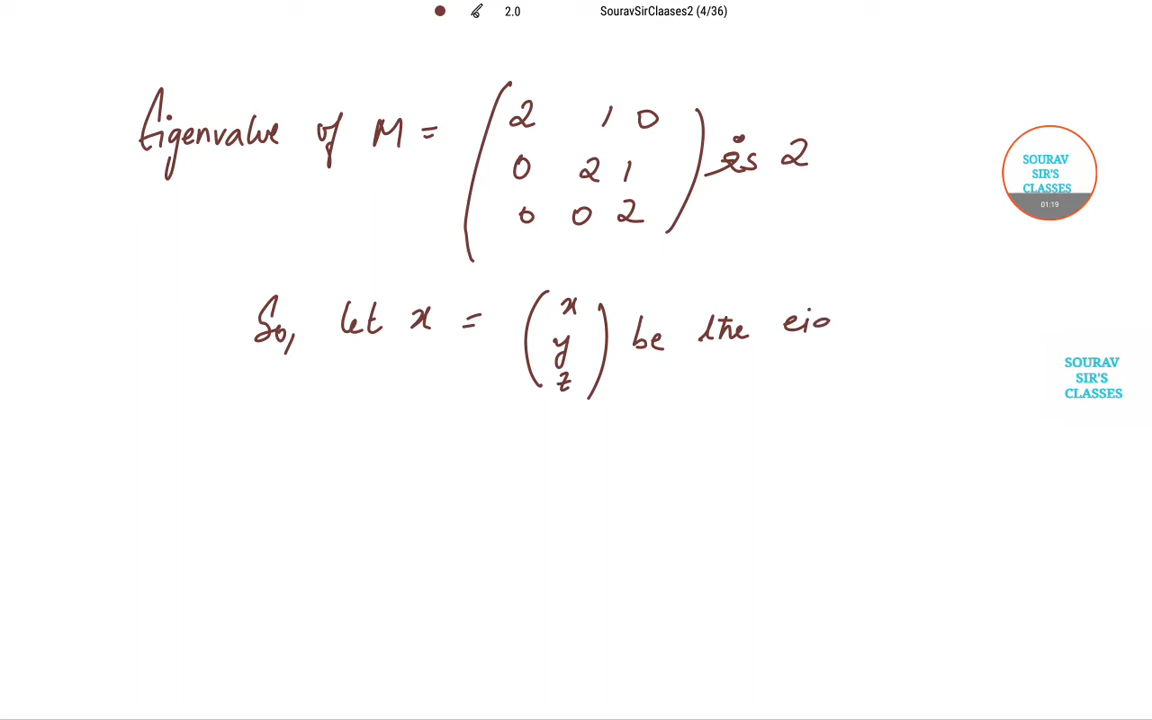 2.0 SouravSirClaases2 (4/36)
Eigenvalue of M = ( 2 1 0
0 2 1
0 0 2 ) is 2
SOURAV
SIR'S
CLASSES
01:19
So, let x = ( x
y
z ) be the eig
SOURAV
SIR'S
CLASSES